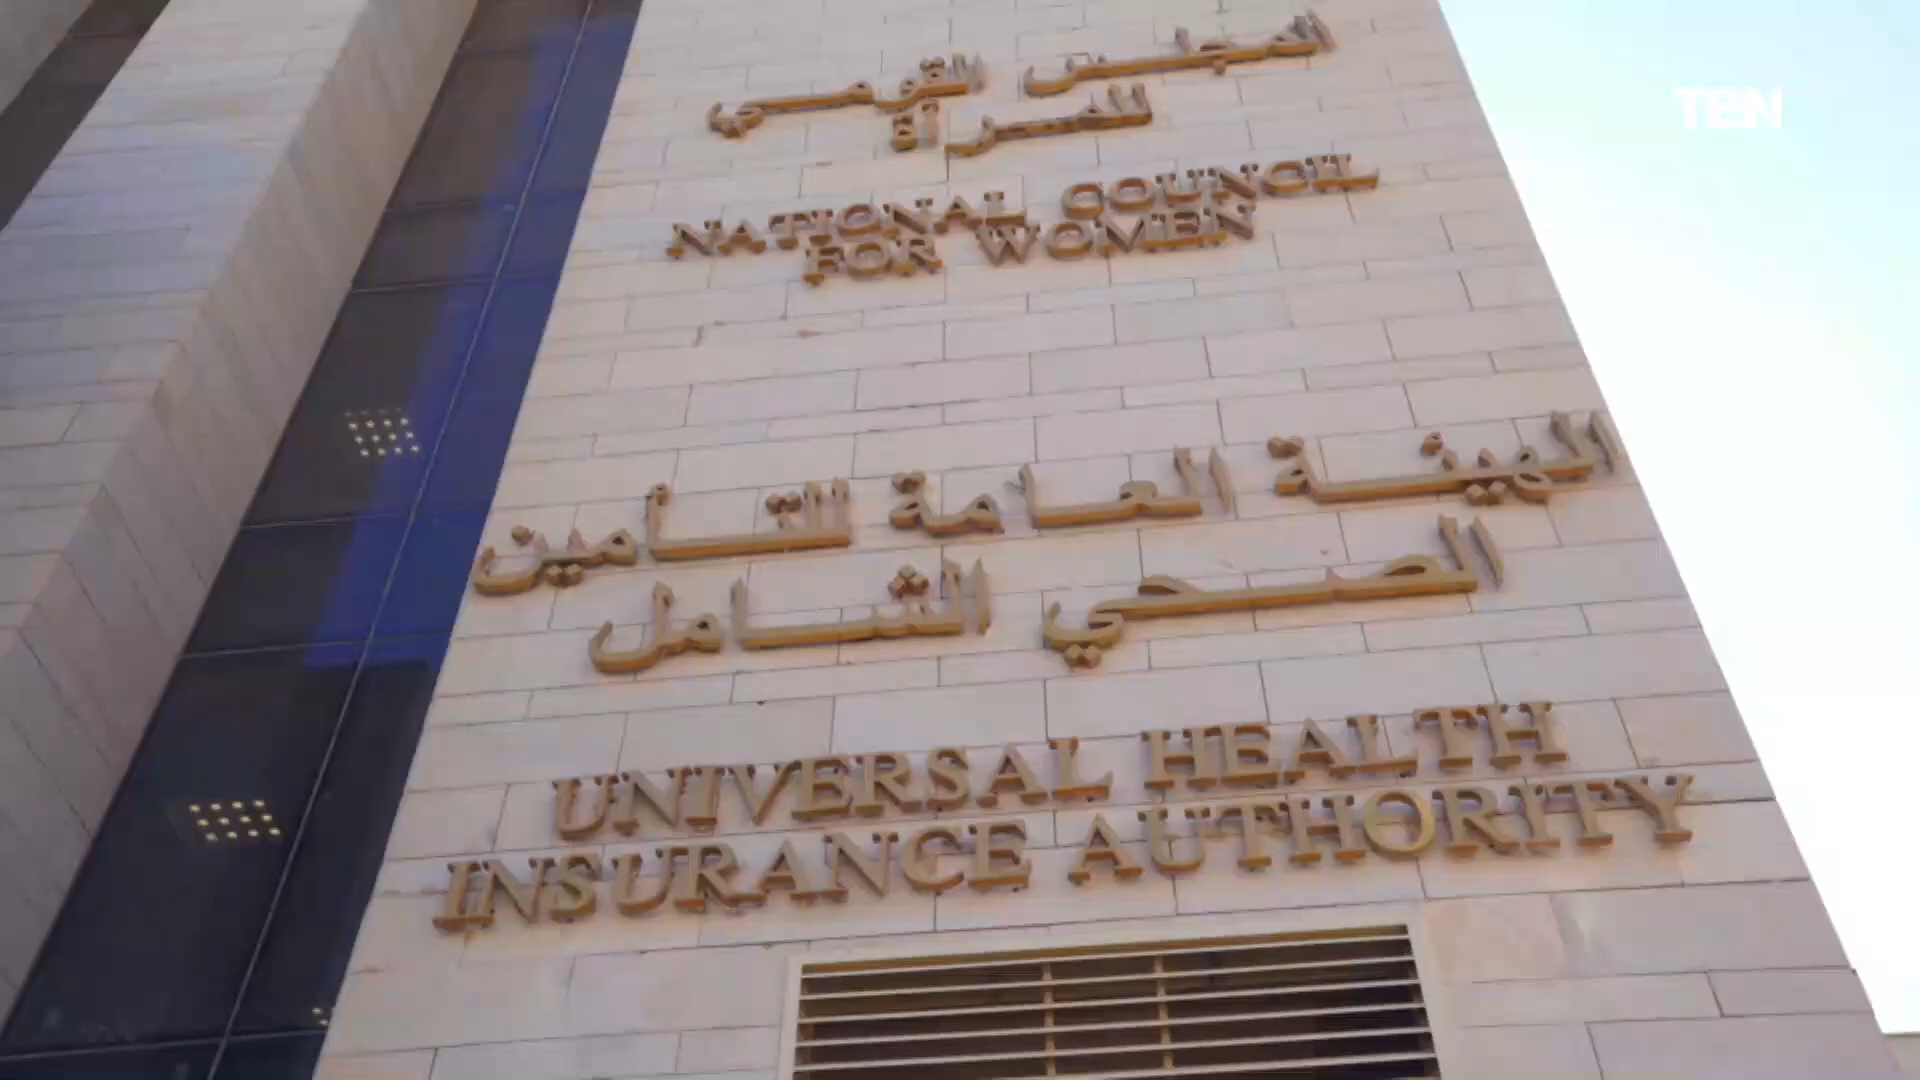 المجلس القومي
للمرأة
NATIONAL COUNCIL
FOR WOMEN
الهيئة العامة للتأمين
الصحي الشامل
UNIVERSAL HEALTH
INSURANCE AUTHORITY
TEN